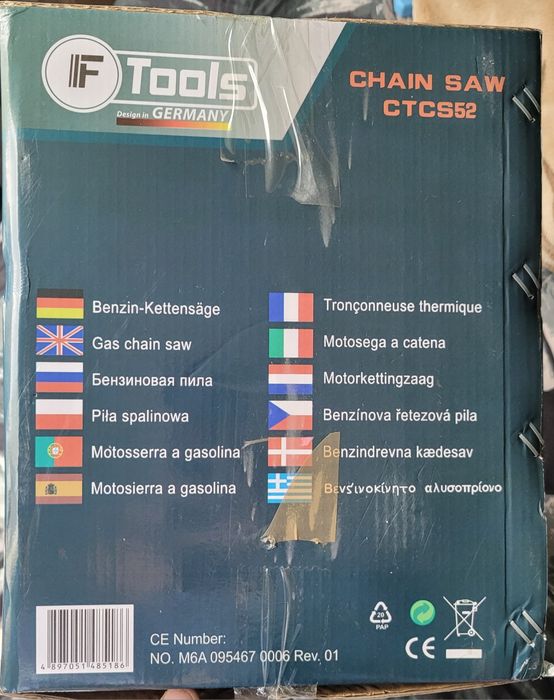 IF Tools
Design in GERMANY
CHAIN SAW
CTCS52
Benzin-Kettensäge
Gas chain saw
Бензиновая пила
Piła spalinowa
Motosserra a gasolina
Motosierra a gasolina
Tronçonneuse thermique
Motosega a catena
Motorkettingzaag
Benzínova řetezová pila
Benzindrevna kædesav
Βενζινοκίνητο αλυσοπρίονο
4 897051 485186
CE Number:
NO. M6A 095467 0006 Rev. 01
20
PAP
CE